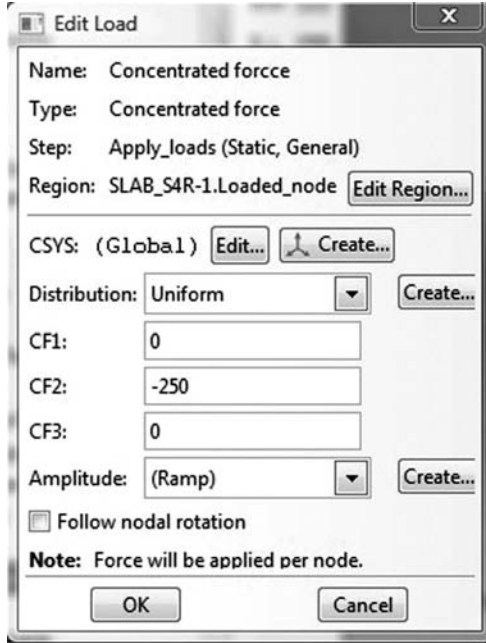 Edit Load
X
Name: Concentrated forcce
Type: Concentrated force
Step: Apply_loads (Static, General)
Region: SLAB_S4R-1.Loaded_node Edit Region...
CSYS: (Global) Edit... Create...
Distribution: Uniform Create...
CF1: 0
CF2: -250
CF3: 0
Amplitude: (Ramp) Create...
Follow nodal rotation
Note: Force will be applied per node.
OK Cancel